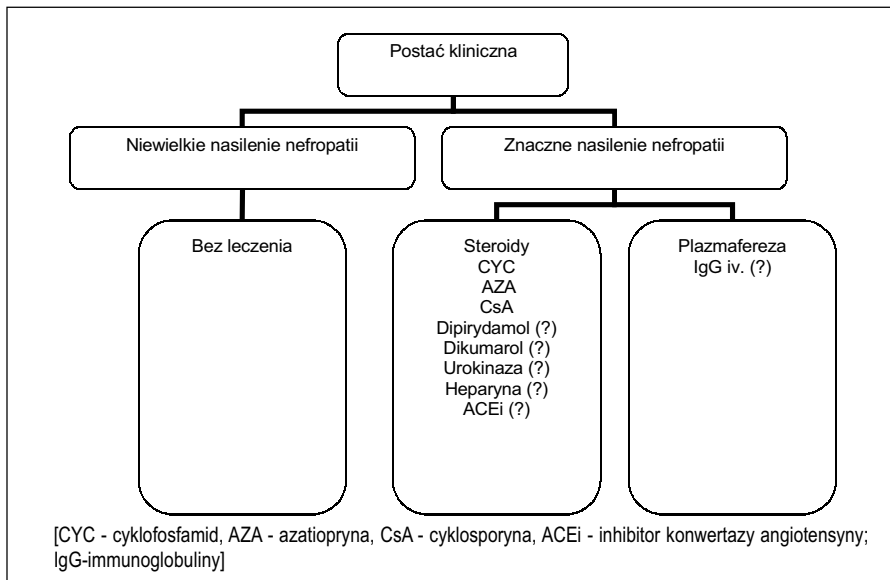 Postać kliniczna
Niewielkie nasilenie nefropatii
Znaczne nasilenie nefropatii
Bez leczenia
Steroidy
CYC
AZA
CsA
Dipirydamol (?)
Dikumarol (?)
Urokinaza (?)
Heparyna (?)
ACEi (?)
Plazmafereza
IgG iv. (?)
[CYC - cyklofosfamid, AZA - azatiopryna, CsA - cyklosporyna, ACEi - inhibitor konwertazy angiotensyny;
IgG-immunoglobuliny]